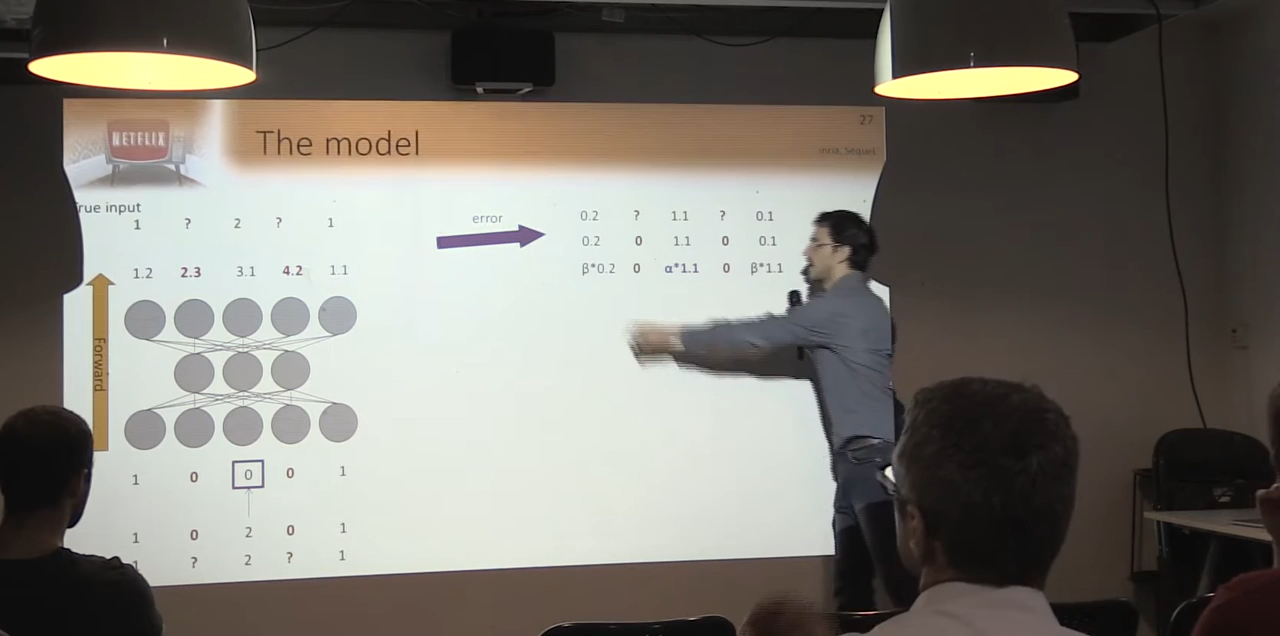 NETFLIX
The model
27
inria, Sequel
True input
1 ? 2 ? 1
error
0.2 ? 1.1 ? 0.1
0.2 0 1.1 0 0.1
β*0.2 0 α*1.1 0 β*1.1
1.2 2.3 3.1 4.2 1.1
Forward
1 0 0 0 1
1 0 2 0 1
1 ? 2 ? 1